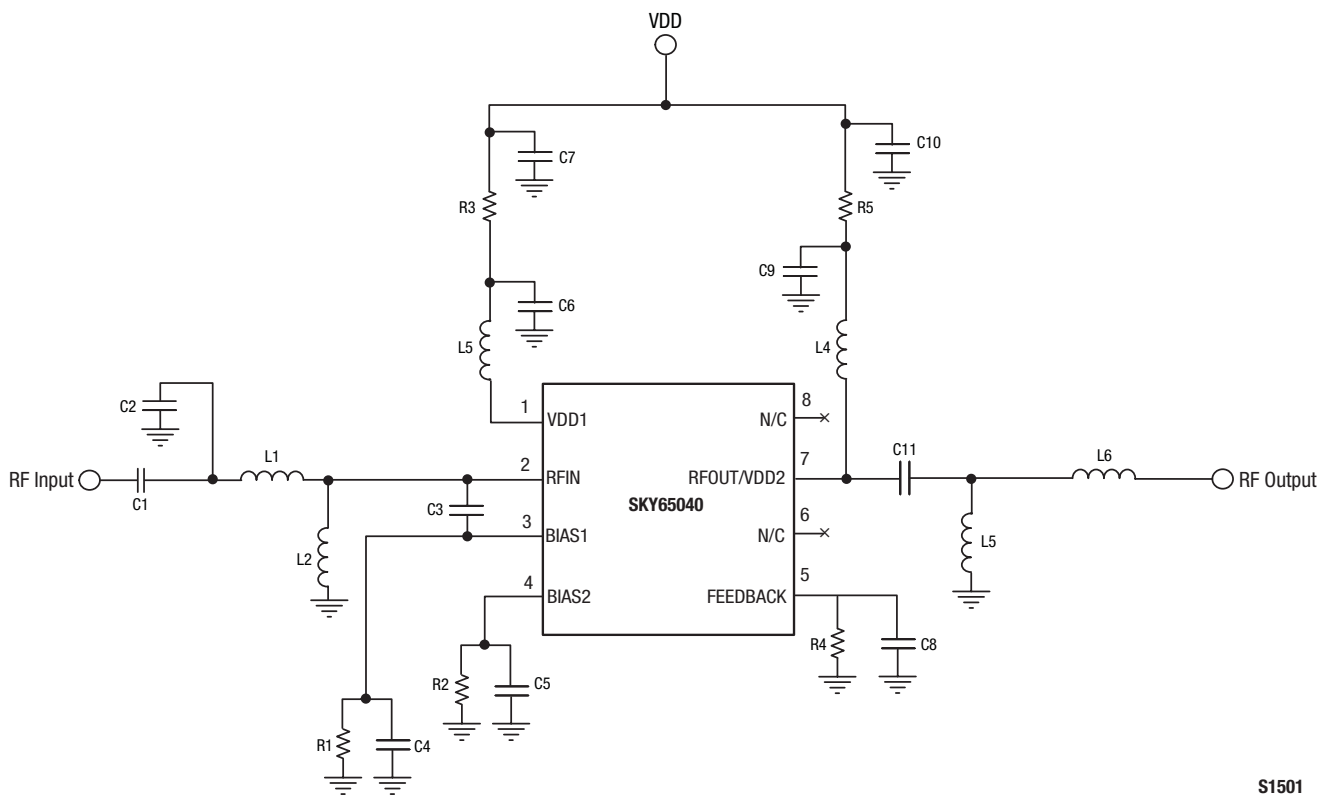 VDD
C7
C10
R3
R5
C9
C6
L5
L4
C2
1
VDD1
8
N/C
L1
C11
L6
RF Input
C1
2
RFIN
7
RFOUT/VDD2
RF Output
C3
SKY65040
3
BIAS1
6
N/C
L2
L5
4
BIAS2
5
FEEDBACK
R4
C8
R2
C5
R1
C4
S1501